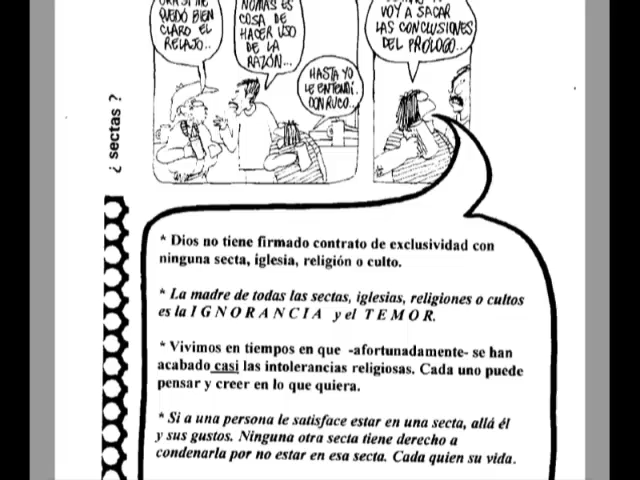 QUEDÓ BIEN
CLARO EL
RELAJO..
NOMAS ES
COSA DE
HACER USO
DE LA
RAZÓN...
HASTA YO
LE ENTENDÍ.
DON RUCO..
VOY A SACAR
LAS CONCLUSIONES
DEL PRÓLOGO..
¿ sectas ?
* Dios no tiene firmado contrato de exclusividad con
ninguna secta, iglesia, religión o culto.
* La madre de todas las sectas, iglesias, religiones o cultos
es la I G N O R A N C I A y el T E M O R.
* Vivimos en tiempos en que -afortunadamente- se han
acabado casi las intolerancias religiosas. Cada uno puede
pensar y creer en lo que quiera.
* Si a una persona le satisface estar en una secta, allá él
y sus gustos. Ninguna otra secta tiene derecho a
condenarla por no estar en esa secta. Cada quien su vida.